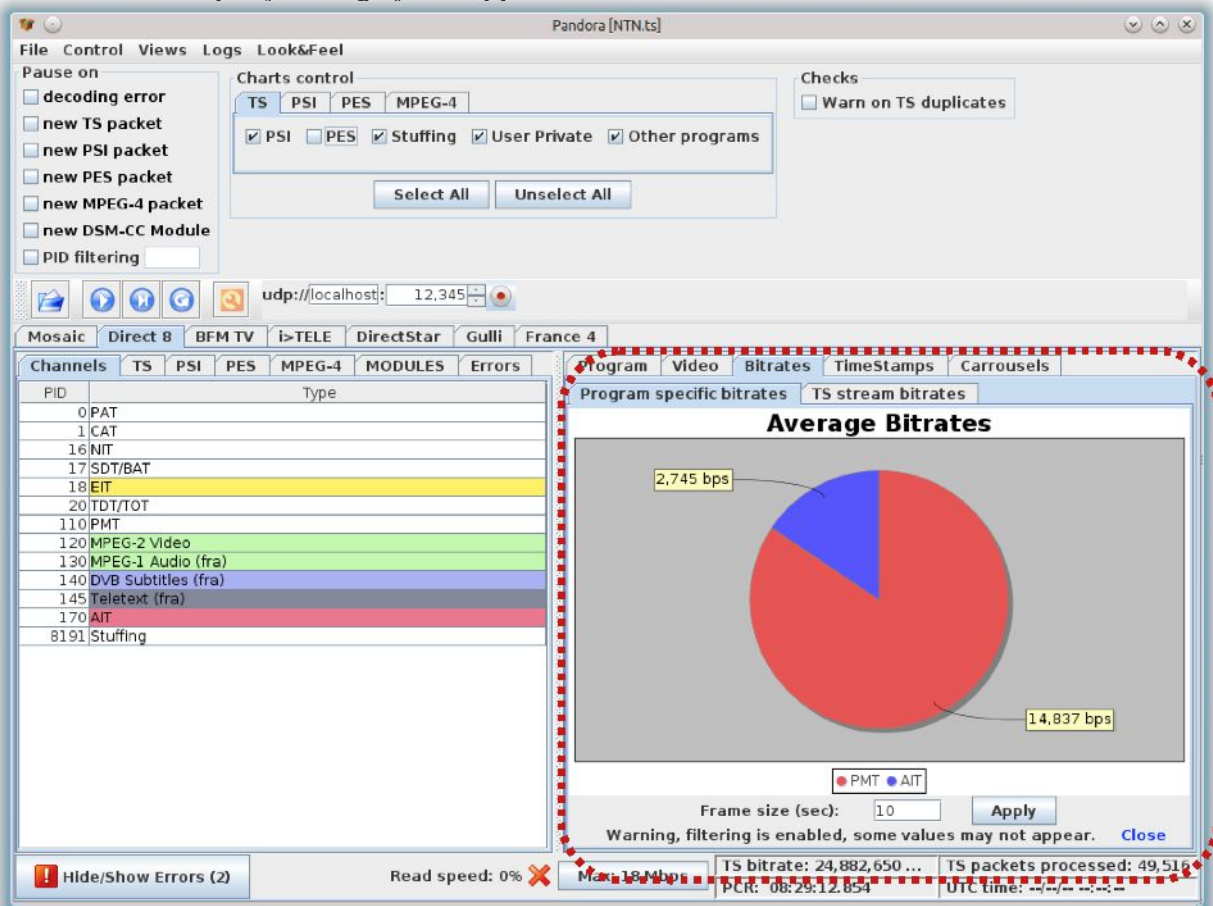 Pandora [NTN.ts]
File Control Views Logs Look&Feel
Pause on
decoding error
new TS packet
new PSI packet
new PES packet
new MPEG-4 packet
new DSM-CC Module
PID filtering
Charts control
TS PSI PES MPEG-4
PSI PES Stuffing User Private Other programs
Select All Unselect All
Checks
Warn on TS duplicates
udp://localhost: 12,345
Mosaic Direct 8 BFM TV i>TELE DirectStar Gulli France 4
Channels TS PSI PES MPEG-4 MODULES Errors
PID Type
0 PAT
1 CAT
16 NIT
17 SDT/BAT
18 EIT
20 TDT/TOT
110 PMT
120 MPEG-2 Video
130 MPEG-1 Audio (fra)
140 DVB Subtitles (fra)
145 Teletext (fra)
170 AIT
8191 Stuffing
Program Video Bitrates TimeStamps Carrousels
Program specific bitrates TS stream bitrates
Average Bitrates
2,745 bps
14,837 bps
PMT AIT
Frame size (sec): 10 Apply
Warning, filtering is enabled, some values may not appear. Close
Hide/Show Errors (2) Read speed: 0% Max: 18 Mbps TS bitrate: 24,882,650 ... TS packets processed: 49,516
PCR: 08:29:12.854 UTC time: --/--/-- --:--:--